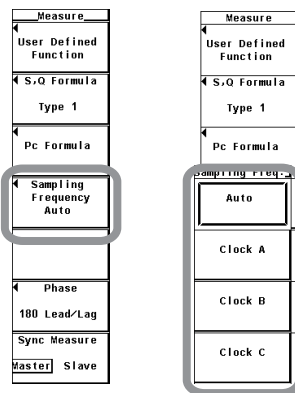 Measure
User Defined
Function
S,Q Formula
Type 1
Pc Formula
Sampling
Frequency
Auto
Phase
180 Lead/Lag
Sync Measure
Master Slave
Measure
User Defined
Function
S,Q Formula
Type 1
Pc Formula
Sampling Freq.
Auto
Clock A
Clock B
Clock C